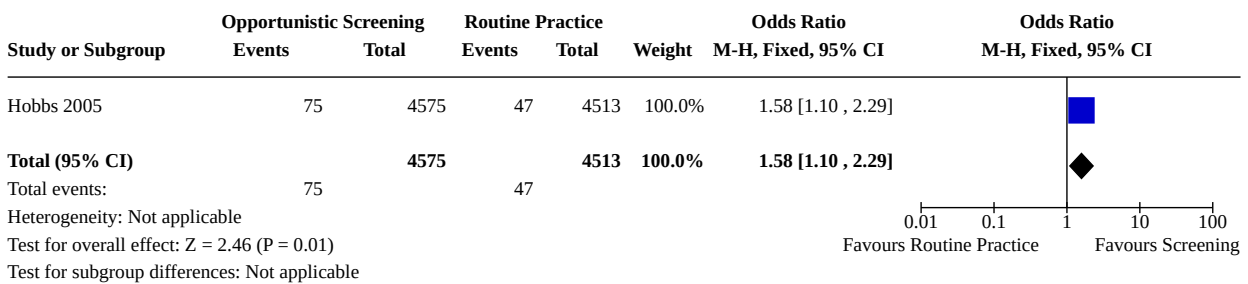 Opportunistic Screening Routine Practice Odds Ratio Odds Ratio
Study or Subgroup Events Total Events Total Weight M-H, Fixed, 95% CI M-H, Fixed, 95% CI
Hobbs 2005 75 4575 47 4513 100.0% 1.58 [1.10 , 2.29]
Total (95% CI) 4575 4513 100.0% 1.58 [1.10 , 2.29]
Total events: 75 47
Heterogeneity: Not applicable
0.01 0.1 1 10 100
Test for overall effect: Z = 2.46 (P = 0.01) Favours Routine Practice Favours Screening
Test for subgroup differences: Not applicable